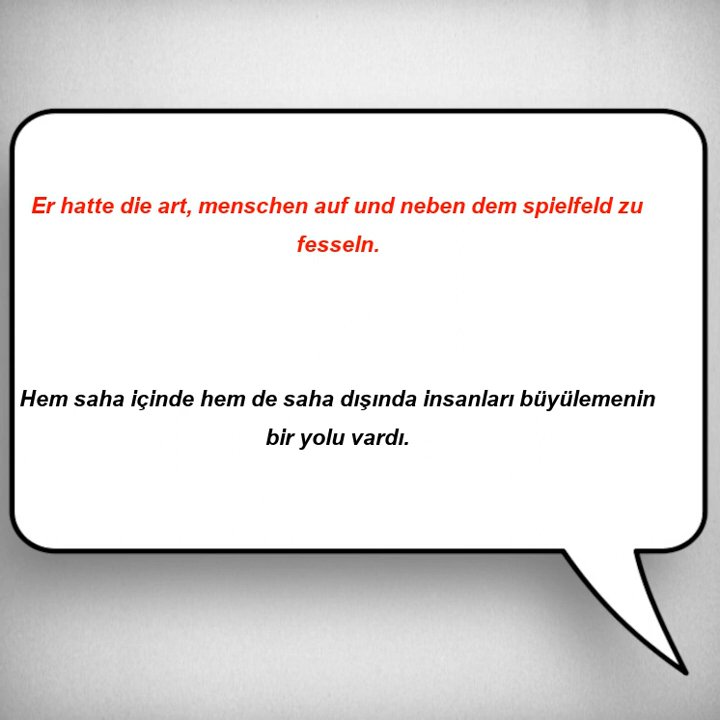 Er hatte die art, menschen auf und neben dem spielfeld zu
fesseln.
Hem saha içinde hem de saha dışında insanları büyülemenin
bir yolu vardı.